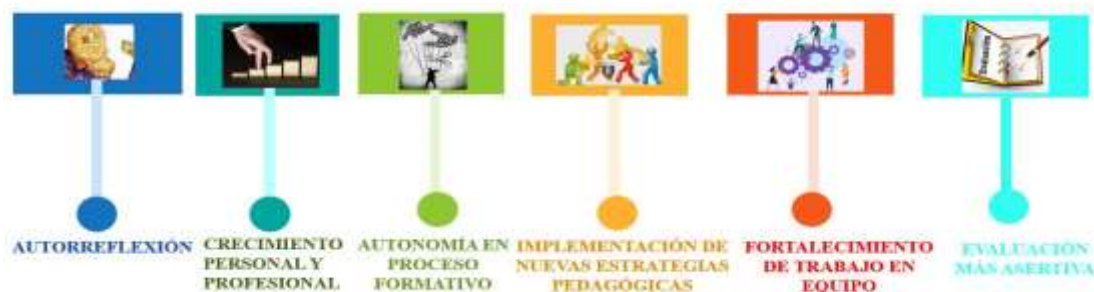 AUTORREFLEXIÓN
CRECIMIENTO
PERSONAL Y
PROFESIONAL
AUTONOMÍA EN
PROCESO
FORMATIVO
IMPLEMENTACIÓN DE
NUEVAS ESTRATEGIAS
PEDAGÓGICAS
FORTALECIMIENTO
DE TRABAJO EN
EQUIPO
EVALUACIÓN
MÁS ASERTIVA